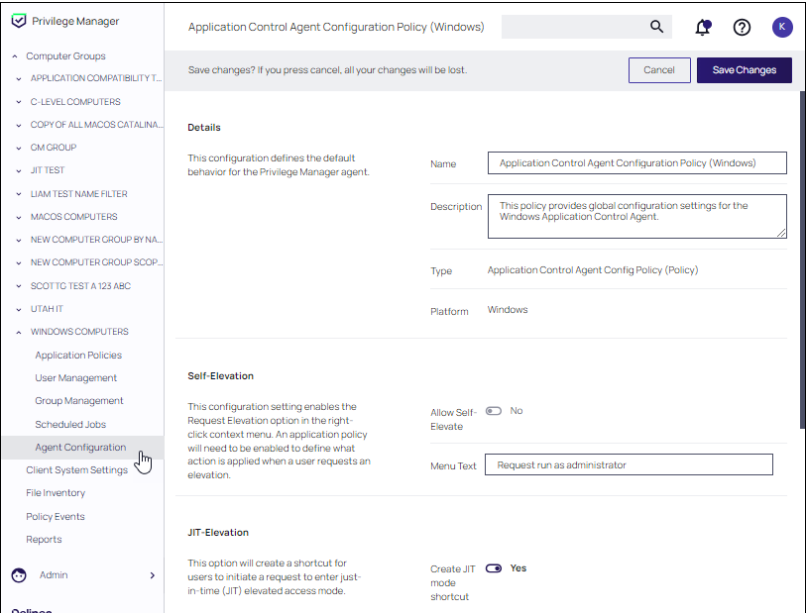 Privilege Manager
Application Control Agent Configuration Policy (Windows)
K
Computer Groups
APPLICATION COMPATIBILITY T...
C-LEVEL COMPUTERS
COPY OF ALL MACOS CATALINA...
GM GROUP
JIT TEST
LIAM TEST NAME FILTER
MACOS COMPUTERS
NEW COMPUTER GROUP BY NA...
NEW COMPUTER GROUP SCOP...
SCOTTG TEST A 123 ABC
UTAH IT
WINDOWS COMPUTERS
Application Policies
User Management
Group Management
Scheduled Jobs
Agent Configuration
Client System Settings
File Inventory
Policy Events
Reports
Admin
Delinea
Save changes? If you press cancel, all your changes will be lost.
Cancel
Save Changes
Details
This configuration defines the default
behavior for the Privilege Manager agent.
Name
Application Control Agent Configuration Policy (Windows)
Description
This policy provides global configuration settings for the
Windows Application Control Agent.
Type
Application Control Agent Config Policy (Policy)
Platform
Windows
Self-Elevation
This configuration setting enables the
Request Elevation option in the right-
click context menu. An application policy
will need to be enabled to define what
action is applied when a user requests an
elevation.
Allow Self-
Elevate
No
Menu Text
Request run as administrator
JIT-Elevation
This option will create a shortcut for
users to initiate a request to enter just-
in-time (JIT) elevated access mode.
Create JIT
mode
shortcut
Yes